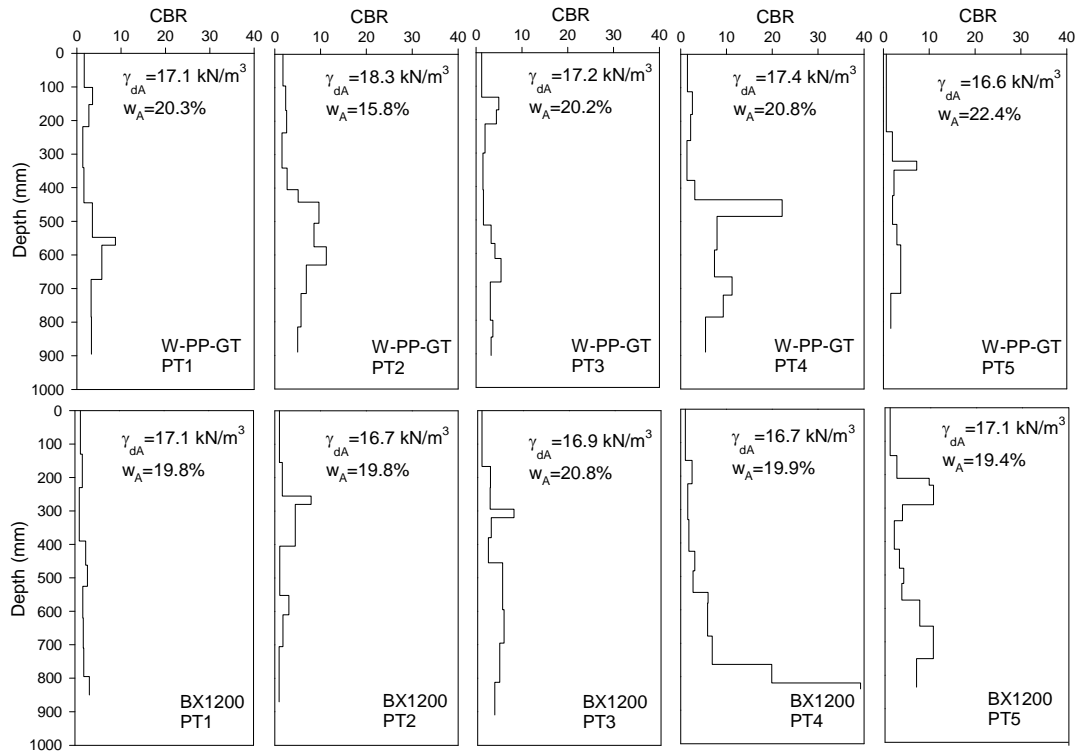 CBR CBR CBR CBR CBR
0 10 20 30 40 0 10 20 30 40 0 10 20 30 40 0 10 20 30 40 0 10 20 30 40
0
100
200
300
400
500
600
700
800
900
1000
Depth (mm)
γdA=17.1 kN/m³
wA=20.3%
W-PP-GT
PT1
γdA=18.3 kN/m³
wA=15.8%
W-PP-GT
PT2
γdA=17.2 kN/m³
wA=20.2%
W-PP-GT
PT3
γdA=17.4 kN/m³
wA=20.8%
W-PP-GT
PT4
γdA=16.6 kN/m³
wA=22.4%
W-PP-GT
PT5
0
100
200
300
400
500
600
700
800
900
1000
Depth (mm)
γdA=17.1 kN/m³
wA=19.8%
BX1200
PT1
γdA=16.7 kN/m³
wA=19.8%
BX1200
PT2
γdA=16.9 kN/m³
wA=20.8%
BX1200
PT3
γdA=16.7 kN/m³
wA=19.9%
BX1200
PT4
γdA=17.1 kN/m³
wA=19.4%
BX1200
PT5